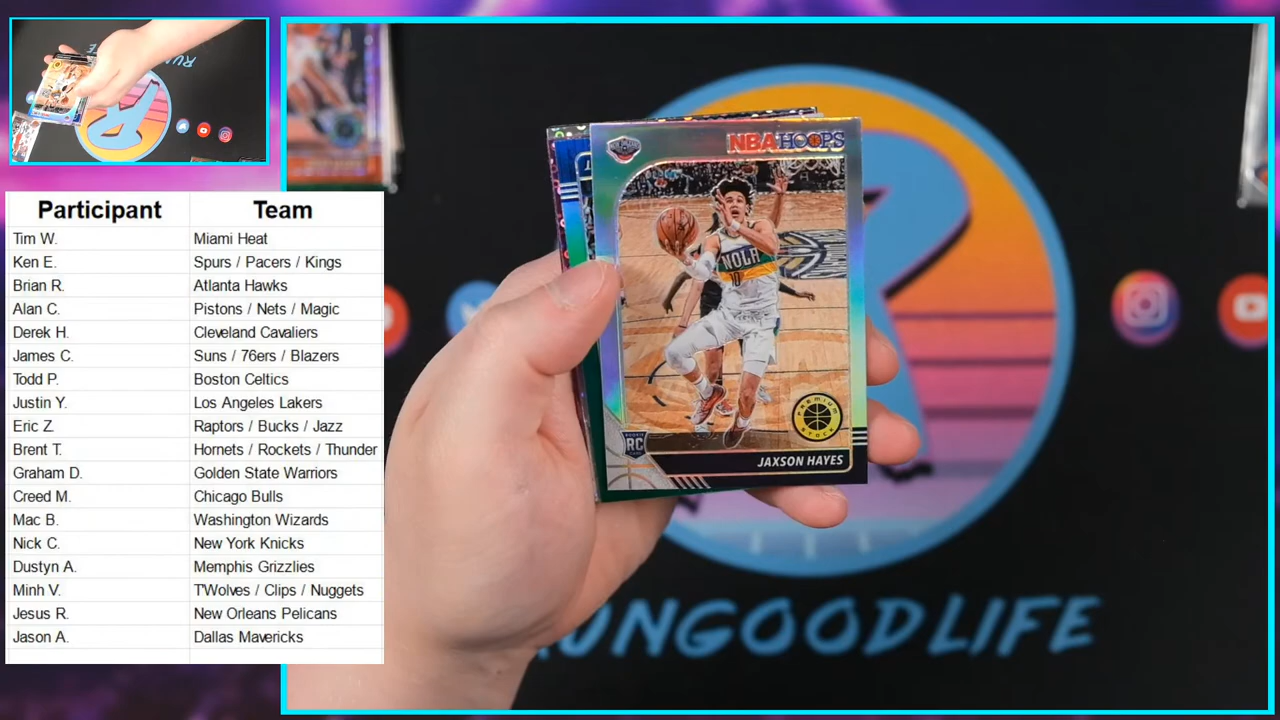 Participant Team
Tim W. Miami Heat
Ken E. Spurs / Pacers / Kings
Brian R. Atlanta Hawks
Alan C. Pistons / Nets / Magic
Derek H. Cleveland Cavaliers
James C. Suns / 76ers / Blazers
Todd P. Boston Celtics
Justin Y. Los Angeles Lakers
Eric Z. Raptors / Bucks / Jazz
Brent T. Hornets / Rockets / Thunder
Graham D. Golden State Warriors
Creed M. Chicago Bulls
Mac B. Washington Wizards
Nick C. New York Knicks
Dustyn A. Memphis Grizzlies
Minh V. T'Wolves / Clips / Nuggets
Jesus R. New Orleans Pelicans
Jason A. Dallas Mavericks
NBA HOOPS
NOLA
10
PREMIUM
STOCK
RC
JAXSON HAYES
UNGOODLIFE